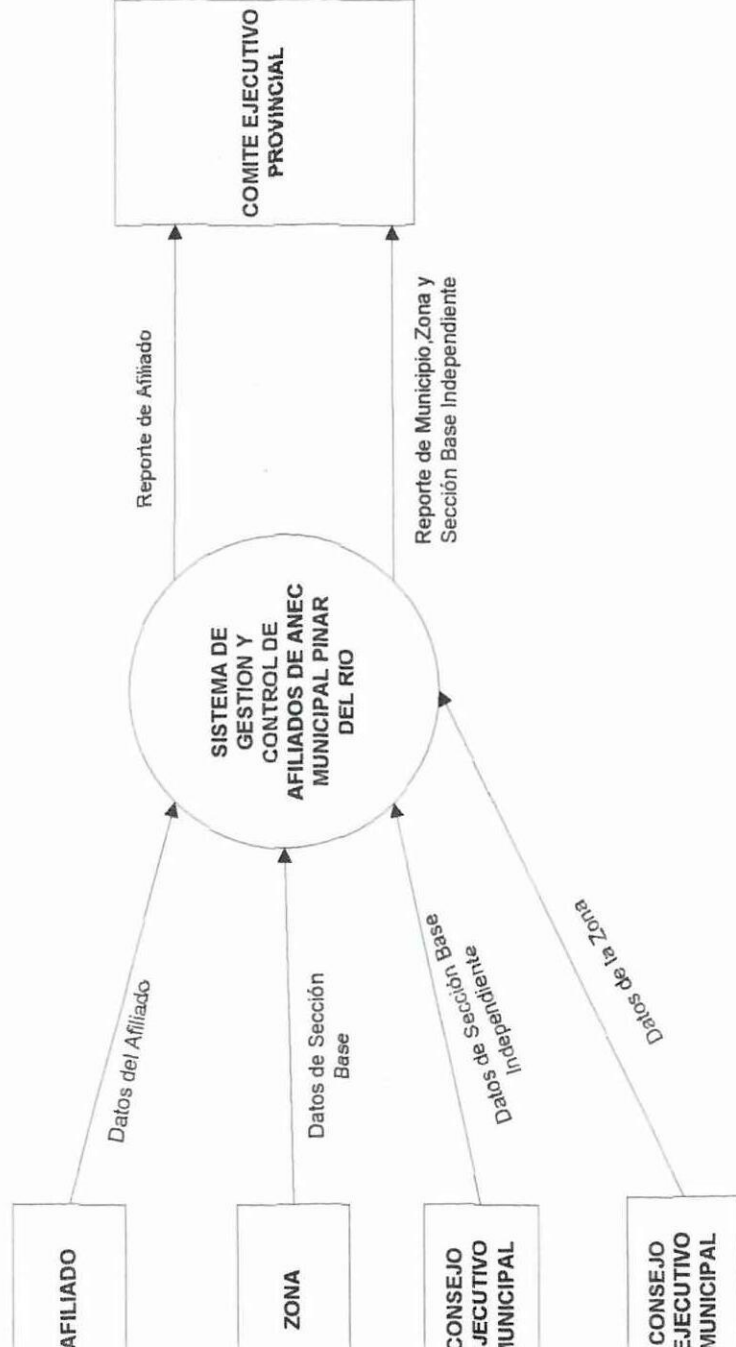 AFILIADO
ZONA
CONSEJO
JECUTIVO
MUNICIPAL
CONSEJO
EJECUTIVO
MUNICIPAL
Datos del Afiliado
Datos de Sección
Base
Datos de Sección Base
Independiente
Datos de la Zona
SISTEMA DE
GESTION Y
CONTROL DE
AFILIADOS DE ANEC
MUNICIPAL PINAR
DEL RIO
Reporte de Afiliado
Reporte de Municipio,Zona y
Sección Base Independiente
COMITE EJECUTIVO
PROVINCIAL